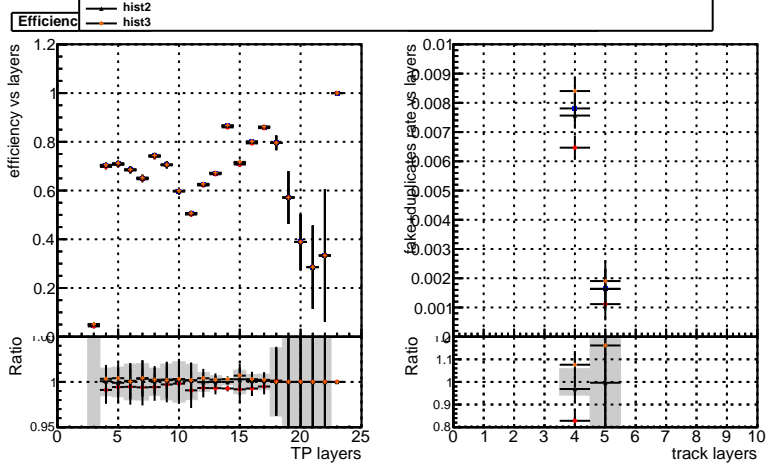 hist2
Efficienc
hist3
efficiency vs layers
1.2
1
0.8
0.6
0.4
0.2
0
Ratio
1
0.95
0 5 10 15 20 25
TP layers
fake+duplicates rate vs layers
0.01
0.009
0.008
0.007
0.006
0.005
0.004
0.003
0.002
0.001
0
Ratio
1.1
1
0.9
0.8
0 1 2 3 4 5 6 7 8 9 10
track layers